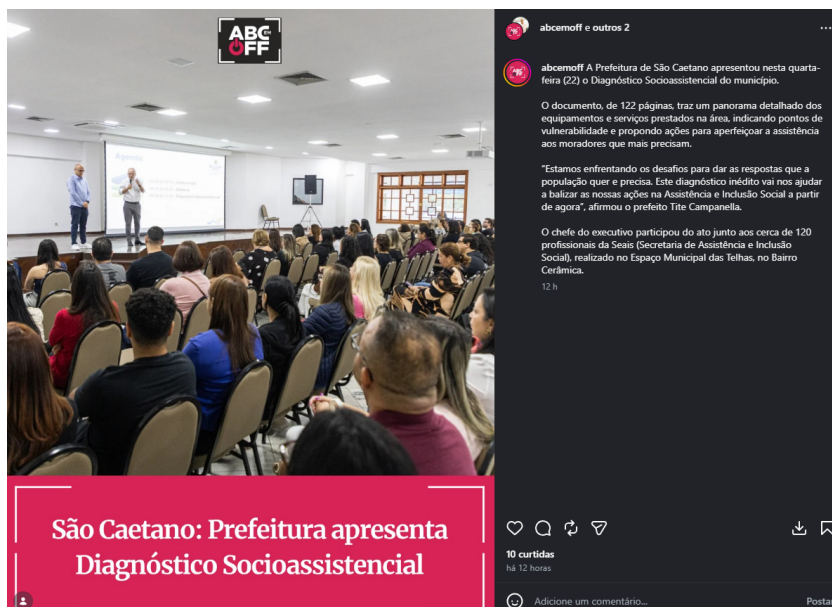 ABC
EM
OFF
Agenda
São Caetano: Prefeitura apresenta
Diagnóstico Socioassistencial
abcemoff e outros 2
abcemoff A Prefeitura de São Caetano apresentou nesta quarta-
feira (22) o Diagnóstico Socioassistencial do município.
O documento, de 122 páginas, traz um panorama detalhado dos
equipamentos e serviços prestados na área, indicando pontos de
vulnerabilidade e propondo ações para aperfeiçoar a assistência
aos moradores que mais precisam.
“Estamos enfrentando os desafios para dar as respostas que a
população quer e precisa. Este diagnóstico inédito vai nos ajudar
a balizar as nossas ações na Assistência e Inclusão Social a partir
de agora”, afirmou o prefeito Tite Campanella.
O chefe do executivo participou do ato junto aos cerca de 120
profissionais da Seais (Secretaria de Assistência e Inclusão
Social), realizado no Espaço Municipal das Telhas, no Bairro
Cerâmica.
12 h
10 curtidas
há 12 horas
Adicione um comentário...
Postar